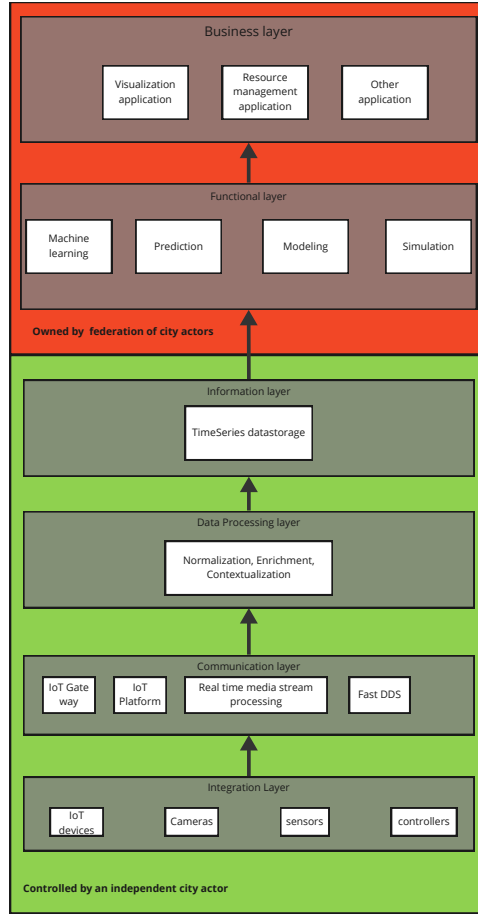 Business layer
Visualization
application
Resource
management
application
Other
application
Functional layer
Machine
learning
Prediction
Modeling
Simulation
Owned by federation of city actors
Information layer
TimeSeries datastorage
Data Processing layer
Normalization, Enrichment,
Contextualization
Communication layer
IoT Gate
way
IoT
Platform
Real time media stream
processing
Fast DDS
Integration Layer
IoT
devices
Cameras
sensors
controllers
Controlled by an independent city actor